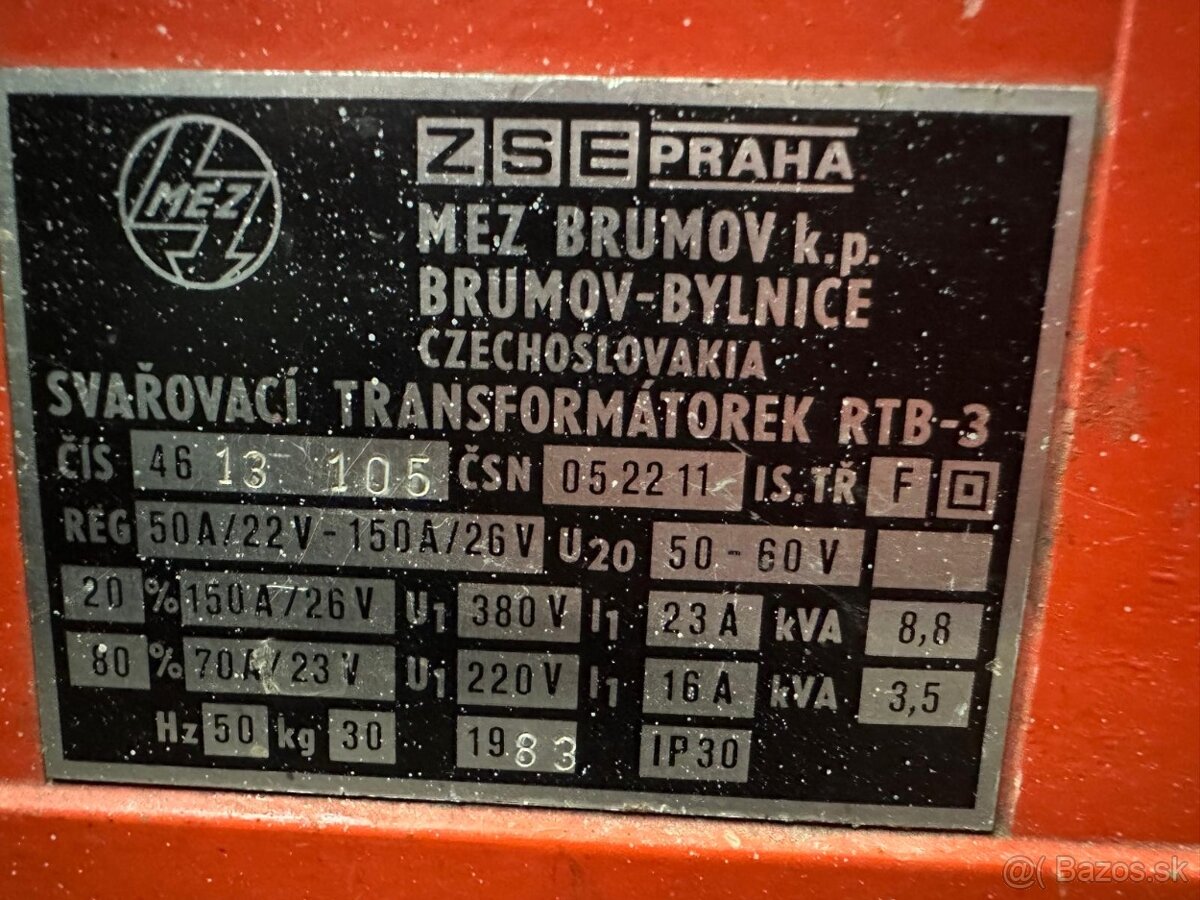 MEZ
ZSE PRAHA
MEZ BRUMOV k.p.
BRUMOV-BYLNICE
CZECHOSLOVAKIA
SVAŘOVACÍ TRANSFORMÁTOREK RTB-3
ČÍS 46 13 105 ČSN 05 22 11 IS.TŘ F
REG 50A/22V-150A/26V U20 50-60V
20 % 150A/26V U1 380V I1 23A kVA 8,8
80 % 70A/23V U1 220V I1 16A kVA 3,5
Hz 50 kg 30 1983 IP30
@( Bazos.sk